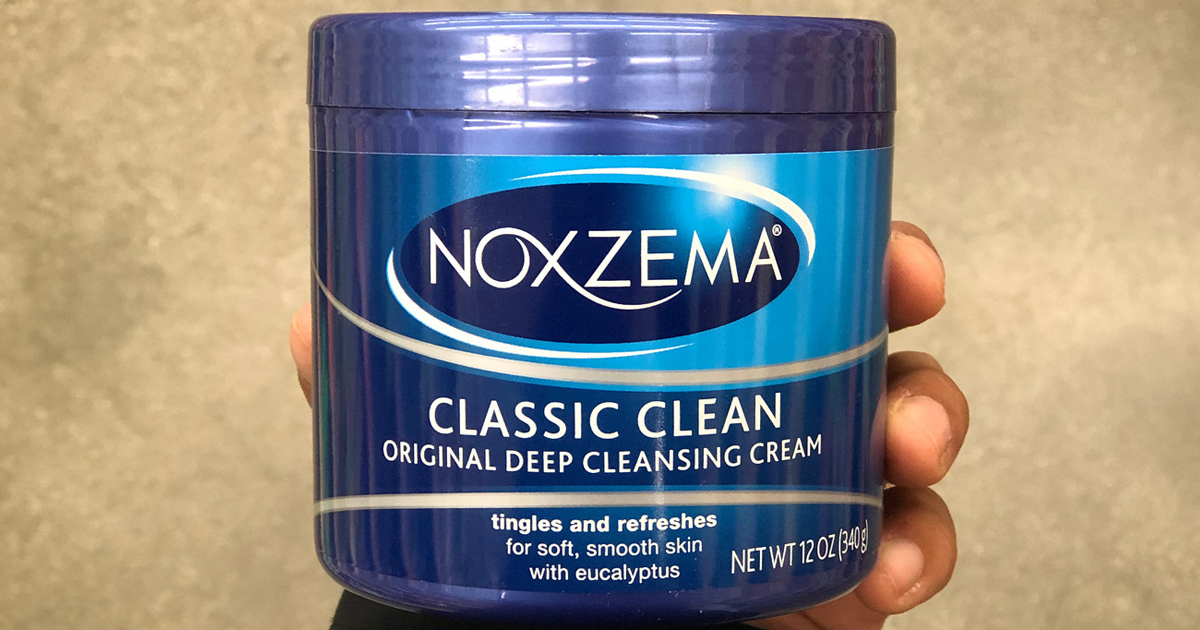 NOXZEMA®
CLASSIC CLEAN
ORIGINAL DEEP CLEANSING CREAM
tingles and refreshes
for soft, smooth skin
with eucalyptus
NET WT 12 OZ (340 g)